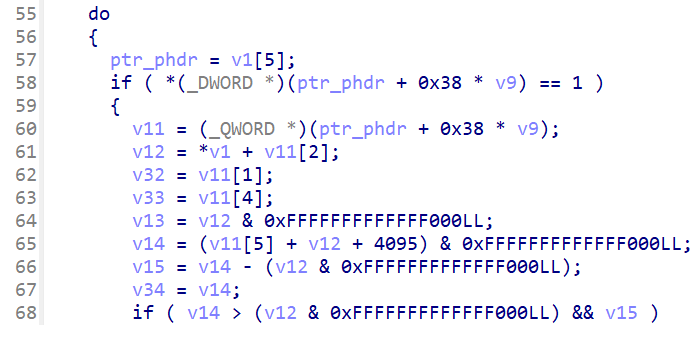 55 do
56 {
57 ptr_phdr = v1[5];
58 if ( *(_DWORD *)(ptr_phdr + 0x38 * v9) == 1 )
59 {
60 v11 = (_QWORD *)(ptr_phdr + 0x38 * v9);
61 v12 = *v1 + v11[2];
62 v32 = v11[1];
63 v33 = v11[4];
64 v13 = v12 & 0xFFFFFFFFFFFFF000LL;
65 v14 = (v11[5] + v12 + 4095) & 0xFFFFFFFFFFFFF000LL;
66 v15 = v14 - (v12 & 0xFFFFFFFFFFFFF000LL);
67 v34 = v14;
68 if ( v14 > (v12 & 0xFFFFFFFFFFFFF000LL) && v15 )